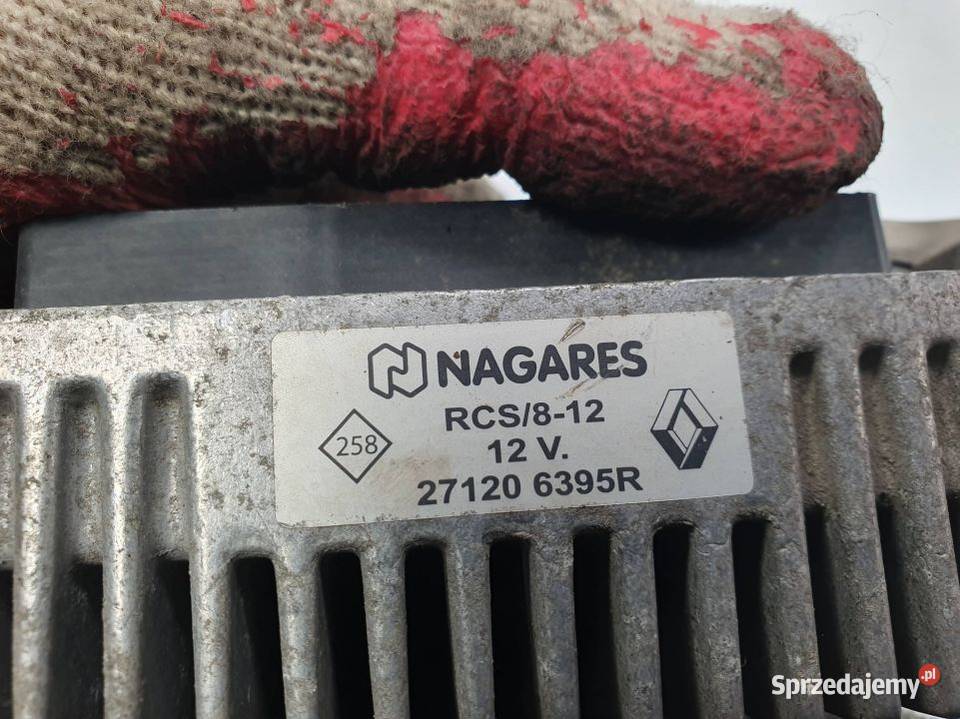 NAGARES
RCS/8-12
258
12 V.
27120 6395R
Sprzedajemy.pl